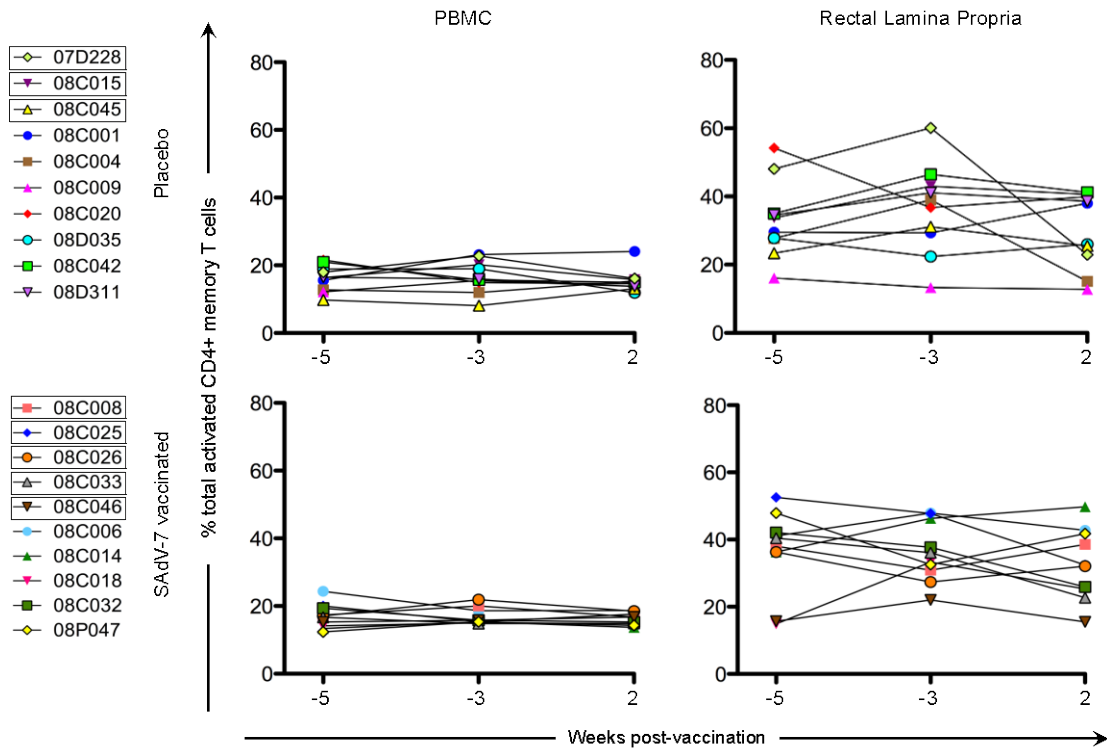 PBMC
Rectal Lamina Propria
07D228
08C015
08C045
08C001
08C004
08C009
08C020
08D035
08C042
08D311
Placebo
% total activated CD4+ memory T cells
80
60
40
20
0
-5
-3
2
80
60
40
20
0
-5
-3
2
08C008
08C025
08C026
08C033
08C046
08C006
08C014
08C018
08C032
08P047
SAdV-7 vaccinated
80
60
40
20
0
-5
-3
2
80
60
40
20
0
-5
-3
2
Weeks post-vaccination